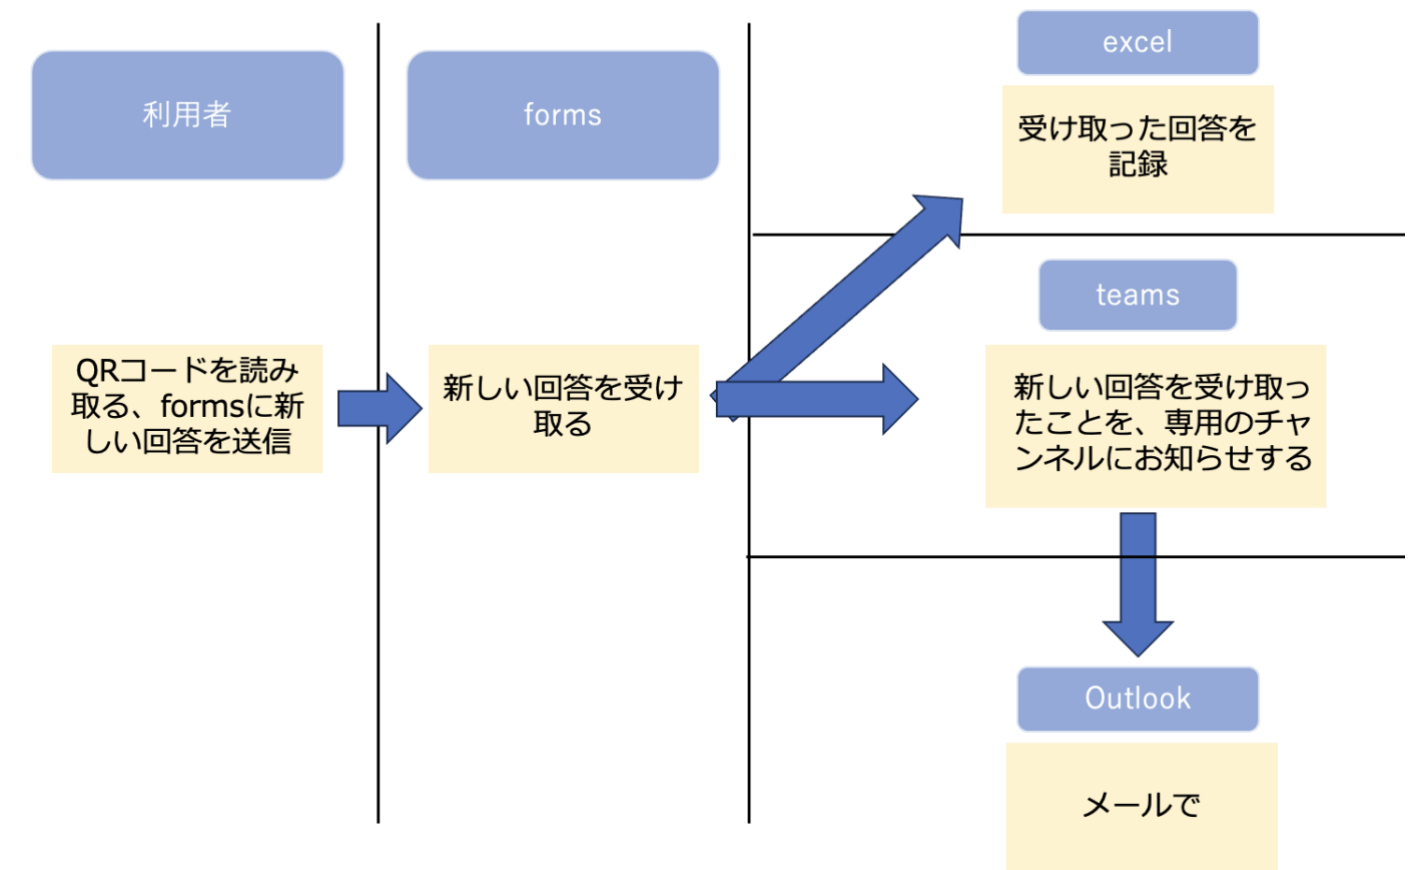 利用者
QRコードを読み
取る、formsに新
しい回答を送信
forms
新しい回答を受け
取る
excel
受け取った回答を
記録
teams
新しい回答を受け取っ
たことを、専用のチャ
ンネルにお知らせする
Outlook
メールで